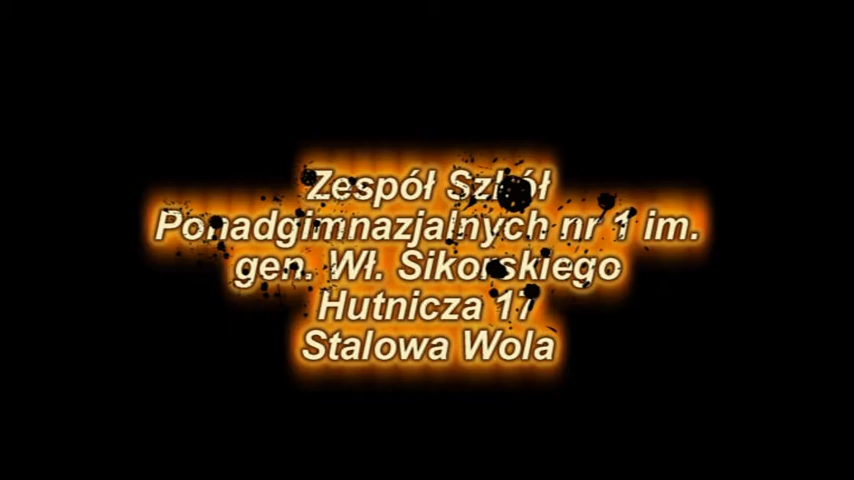 Zespół Szkół
Ponadgimnazjalnych nr 1 im.
gen. Wł. Sikorskiego
Hutnicza 17
Stalowa Wola